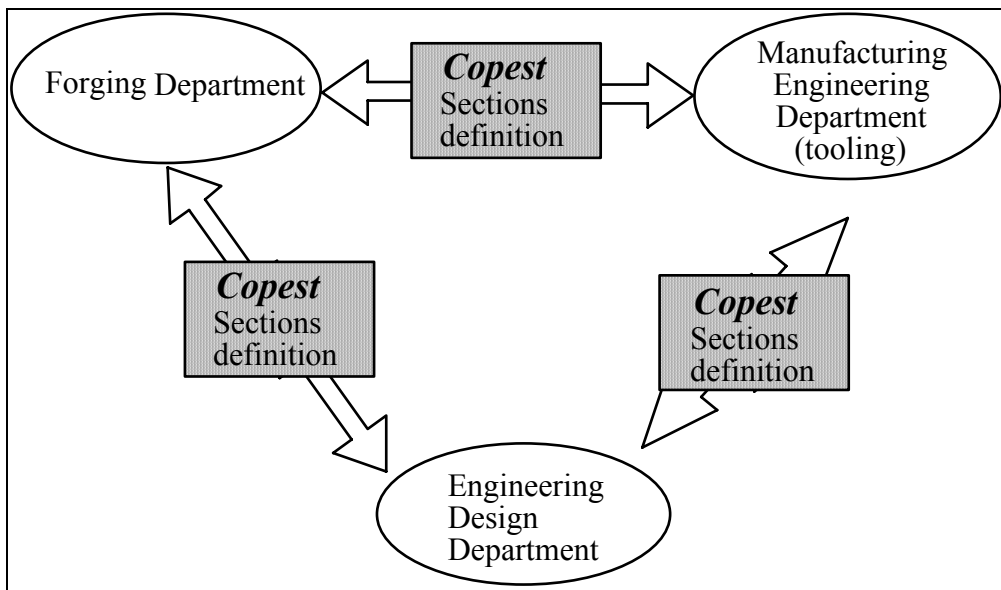 Forging Department
Copest
Sections
definition
Manufacturing
Engineering
Department
(tooling)
Copest
Sections
definition
Copest
Sections
definition
Engineering
Design
Department